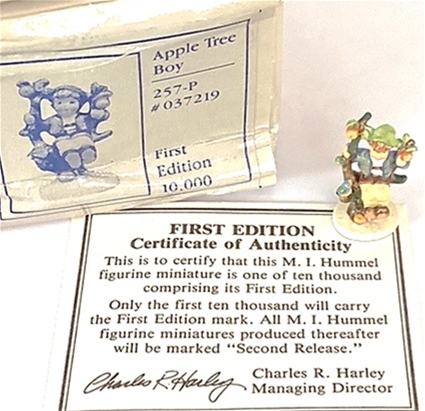 Apple Tree
Boy
257-P
#037219
First
Edition
10,000
FIRST EDITION
Certificate of Authenticity
This is to certify that this M. I. Hummel
figurine miniature is one of ten thousand
comprising its First Edition.
Only the first ten thousand will carry
the First Edition mark. All M. I. Hummel
figurine miniatures produced thereafter
will be marked “Second Release.”
Charles R. Harley
Charles R. Harley
Managing Director